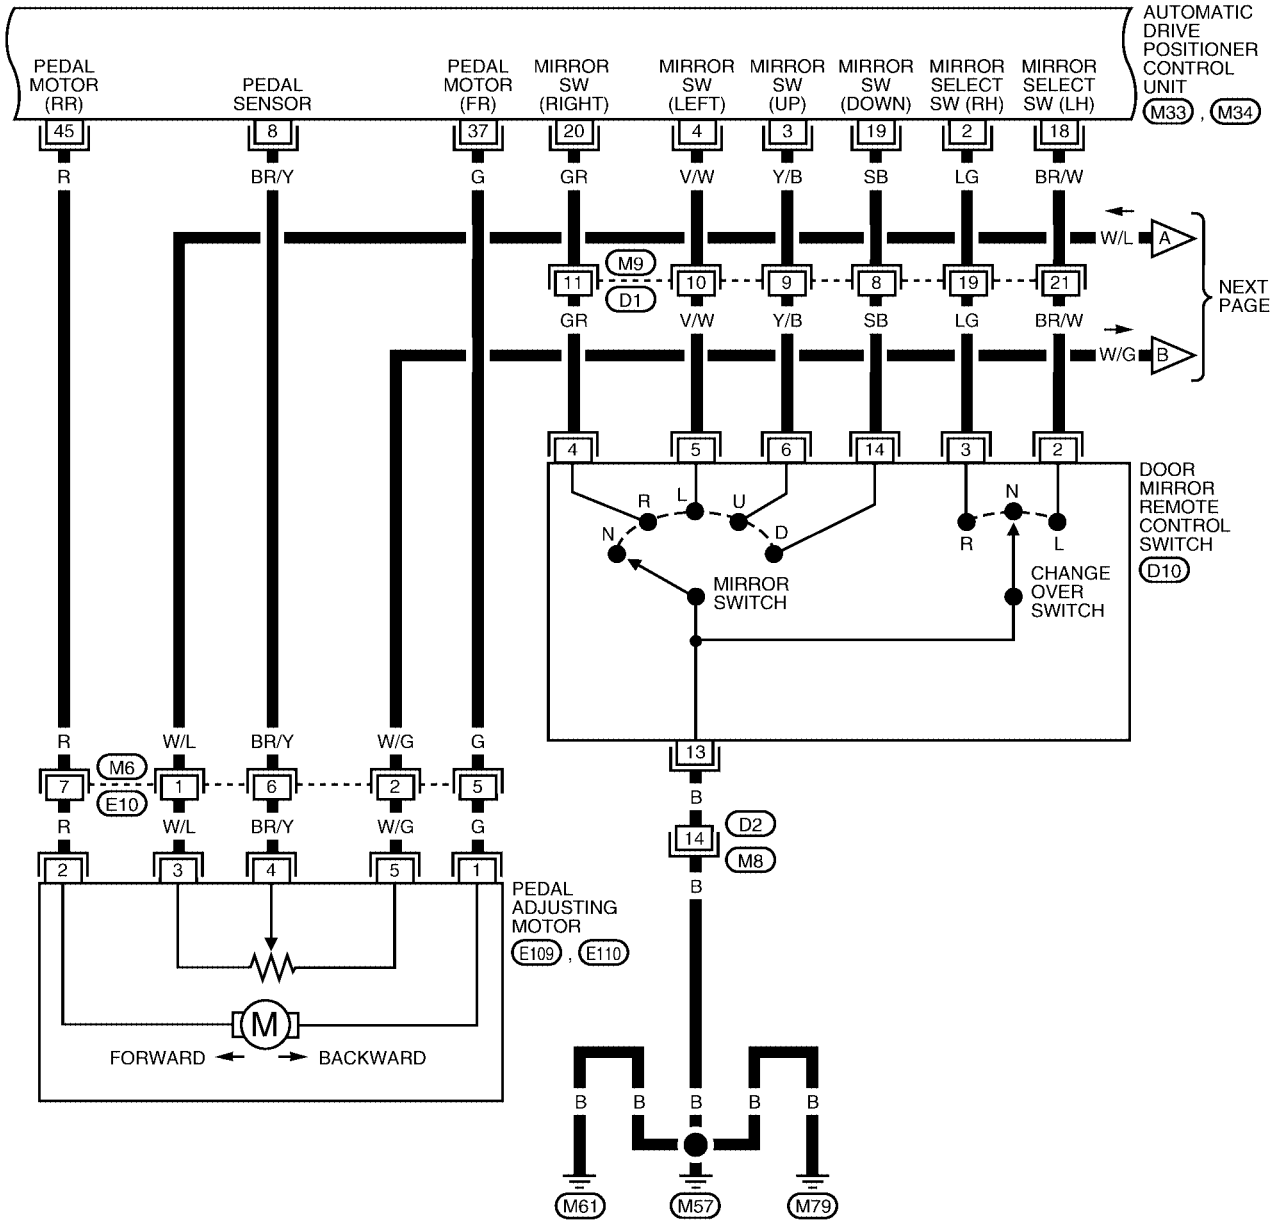 AUTOMATIC
DRIVE
POSITIONER
CONTROL
UNIT
M33 , M34
PEDAL
MOTOR
(RR)
PEDAL
SENSOR
PEDAL
MOTOR
(FR)
MIRROR
SW
(RIGHT)
MIRROR
SW
(LEFT)
MIRROR
SW
(UP)
MIRROR
SW
(DOWN)
MIRROR
SELECT
SW (RH)
MIRROR
SELECT
SW (LH)
45 8 37 20 4 3 19 2 18
R BR/Y G GR V/W Y/B SB LG BR/W
W/L A
M9
11 10 9 8 19 21
D1
NEXT
PAGE
GR V/W Y/B SB LG BR/W
W/G B
4 5 6 14 3 2
DOOR
MIRROR
REMOTE
CONTROL
SWITCH
D10
N R L U D
R N L
MIRROR
SWITCH
CHANGE
OVER
SWITCH
R W/L BR/Y W/G G
13
M6
7 1 6 2 5
E10
B
R W/L BR/Y W/G G
14
D2
M8
2 3 4 5 1
B
PEDAL
ADJUSTING
MOTOR
E109 , E110
M
FORWARD BACKWARD
B B B B B
M61 M57 M79